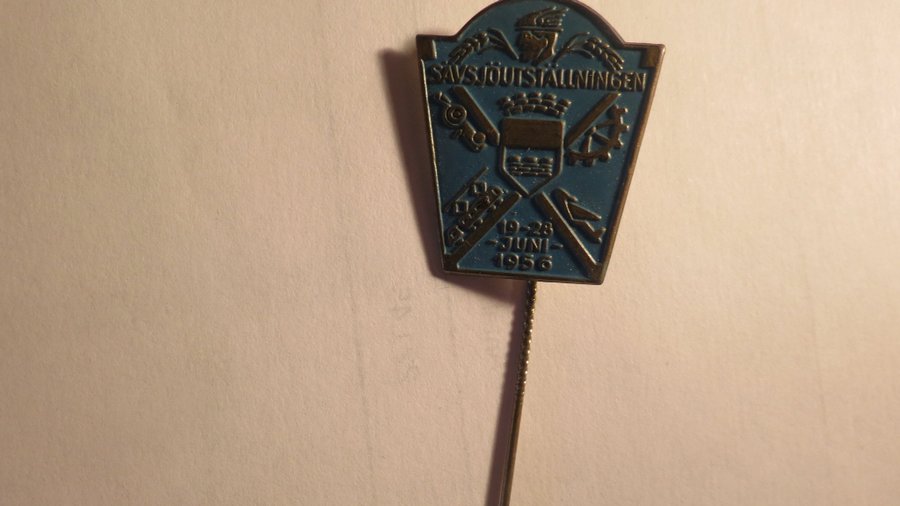 SÄVSJÖUTSTÄLLNINGEN
19-28
-JUNI-
1956